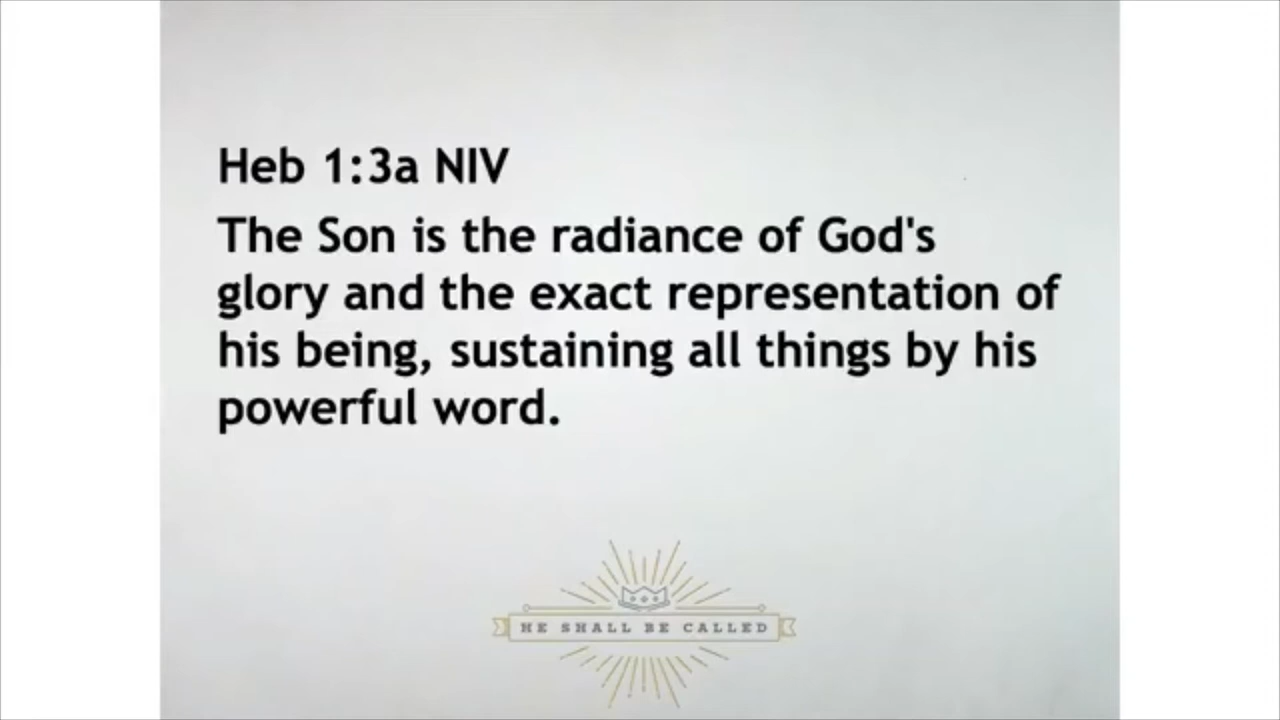 Heb 1:3a NIV
The Son is the radiance of God's
glory and the exact representation of
his being, sustaining all things by his
powerful word.
HE SHALL BE CALLED